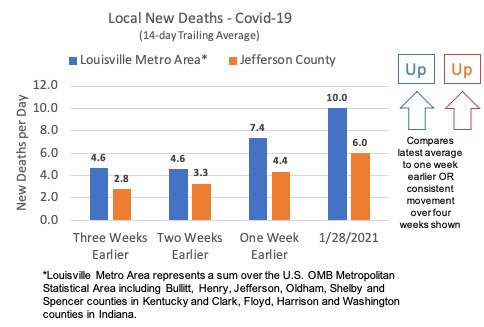 Local New Deaths - Covid-19
(14-day Trailing Average)
Louisville Metro Area* Jefferson County
New Deaths per Day
12.0
10.0
8.0
6.0
4.0
2.0
0.0
4.6 2.8 4.6 3.3 7.4 4.4 10.0 6.0
Three Weeks Earlier
Two Weeks Earlier
One Week Earlier
1/28/2021
Up Up
Compares
latest average
to one week
earlier OR
consistent
movement
over four
weeks shown
*Louisville Metro Area represents a sum over the U.S. OMB Metropolitan
Statistical Area including Bullitt, Henry, Jefferson, Oldham, Shelby and
Spencer counties in Kentucky and Clark, Floyd, Harrison and Washington
counties in Indiana.